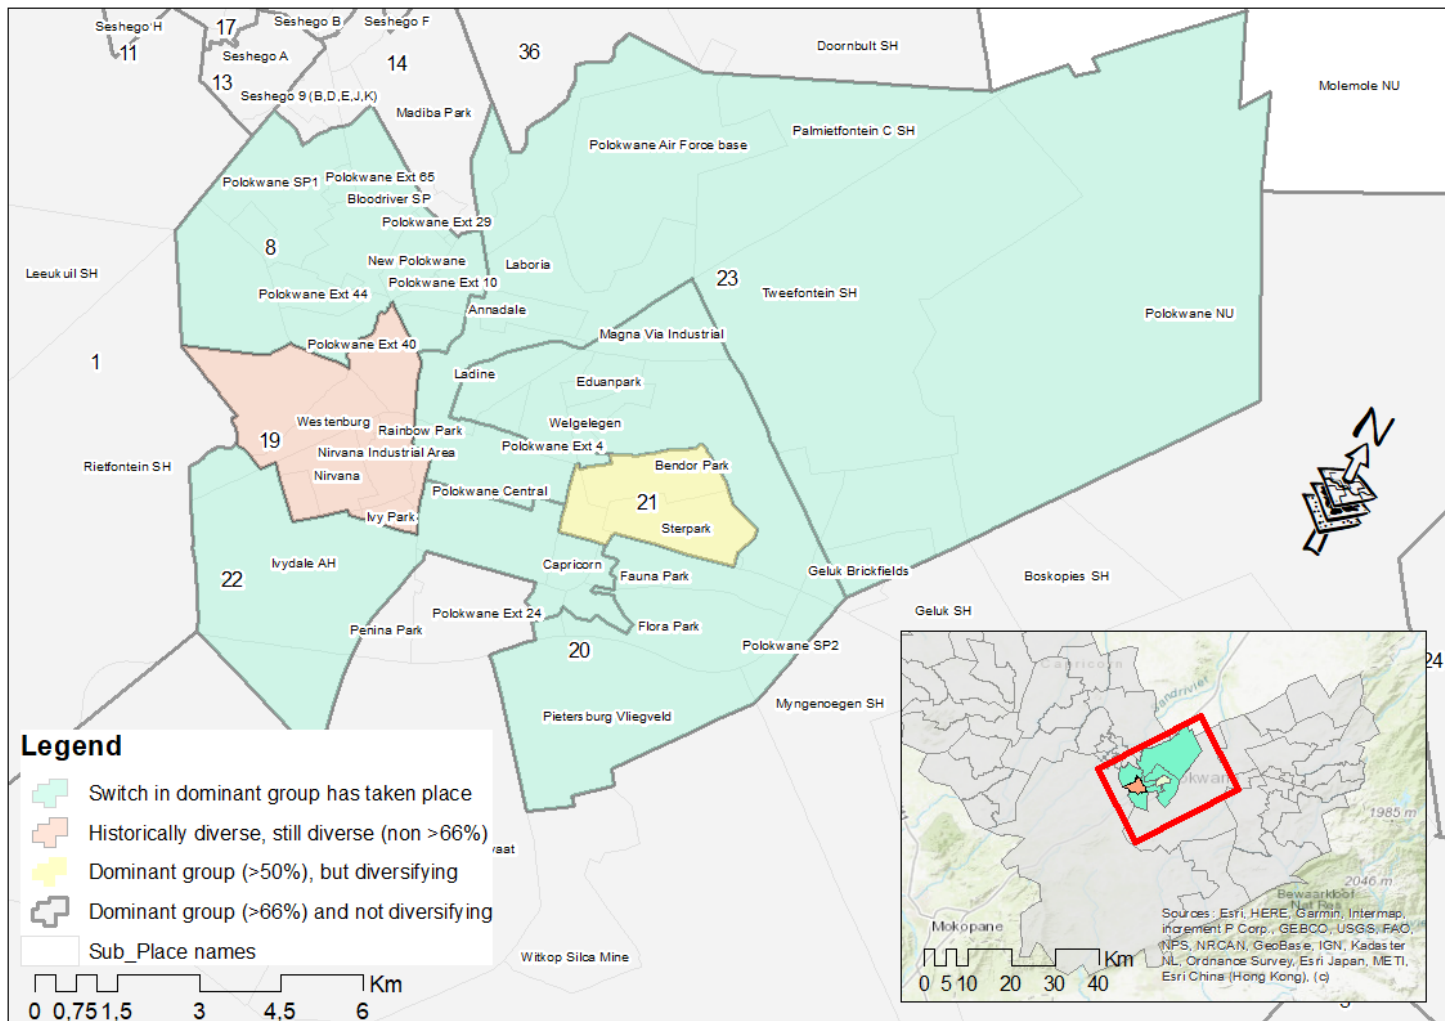 Seshego H
17
Seshego B
Seshego F
11
36
Doornbult SH
Seshego A
14
13
Molemole NU
Seshego 9 (B,D,E,J,K)
Madiba Park
Palmietfontein C SH
Polokwane Air Force base
Polokwane SP1
Polokwane Ext 65
Bloodriver SP
Polokwane Ext 29
8
New Polokwane
Laboria
Leeukuil SH
23
Polokwane Ext 10
Polokwane Ext 44
Tweefontein SH
Annadale
Polokwane NU
Magna Via Industrial
Polokwane Ext 40
1
Ladine
Eduanpark
Westenburg
Welgelegen
Rainbow Park
19
Polokwane Ext 4
Nirvana Industrial Area
Rietfontein SH
Bendor Park
Nirvana
Polokwane Central
21
Ivy Park
Sterpark
N
Ivydale AH
Capricorn
22
Fauna Park
Geluk Brickfields
Boskopies SH
Polokwane Ext 24
Geluk SH
Penina Park
Flora Park
20
Polokwane SP2
24
Myngenoegen SH
Pietersburg Vliegveld
vaat
Witkop Silca Mine
Legend
Switch in dominant group has taken place
Historically diverse, still diverse (non >66%)
Dominant group (>50%), but diversifying
Dominant group (>66%) and not diversifying
Sub_Place names
Km
0 0,75 1,5 3 4,5 6
Capricorn
andriviet
okwane
1985 m
2046 m
Bewaarkloof
Nat Res
Mokopane
Sources: Esri, HERE, Garmin, Intermap,
increment P Corp., GEBCO, USGS, FAO,
NPS, NRCAN, GeoBase, IGN, Kadaster
NL, Ordnance Survey, Esri Japan, METI,
Esri China (Hong Kong), (c)
Km
0 5 10 20 30 40